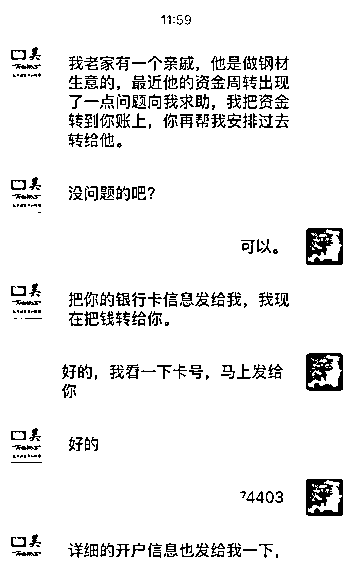 11:59
我老家有一个亲戚，他是做钢材
生意的，最近他的资金周转出现
了一点问题向我求助，我把资金
转到你账上，你再帮我安排过去
转给他。
没问题的吧？
可以。
把你的银行卡信息发给我，我现
在把钱转给你。
好的，我看一下卡号，马上发给
你
好的
74403
详细的开户信息也发给我一下，